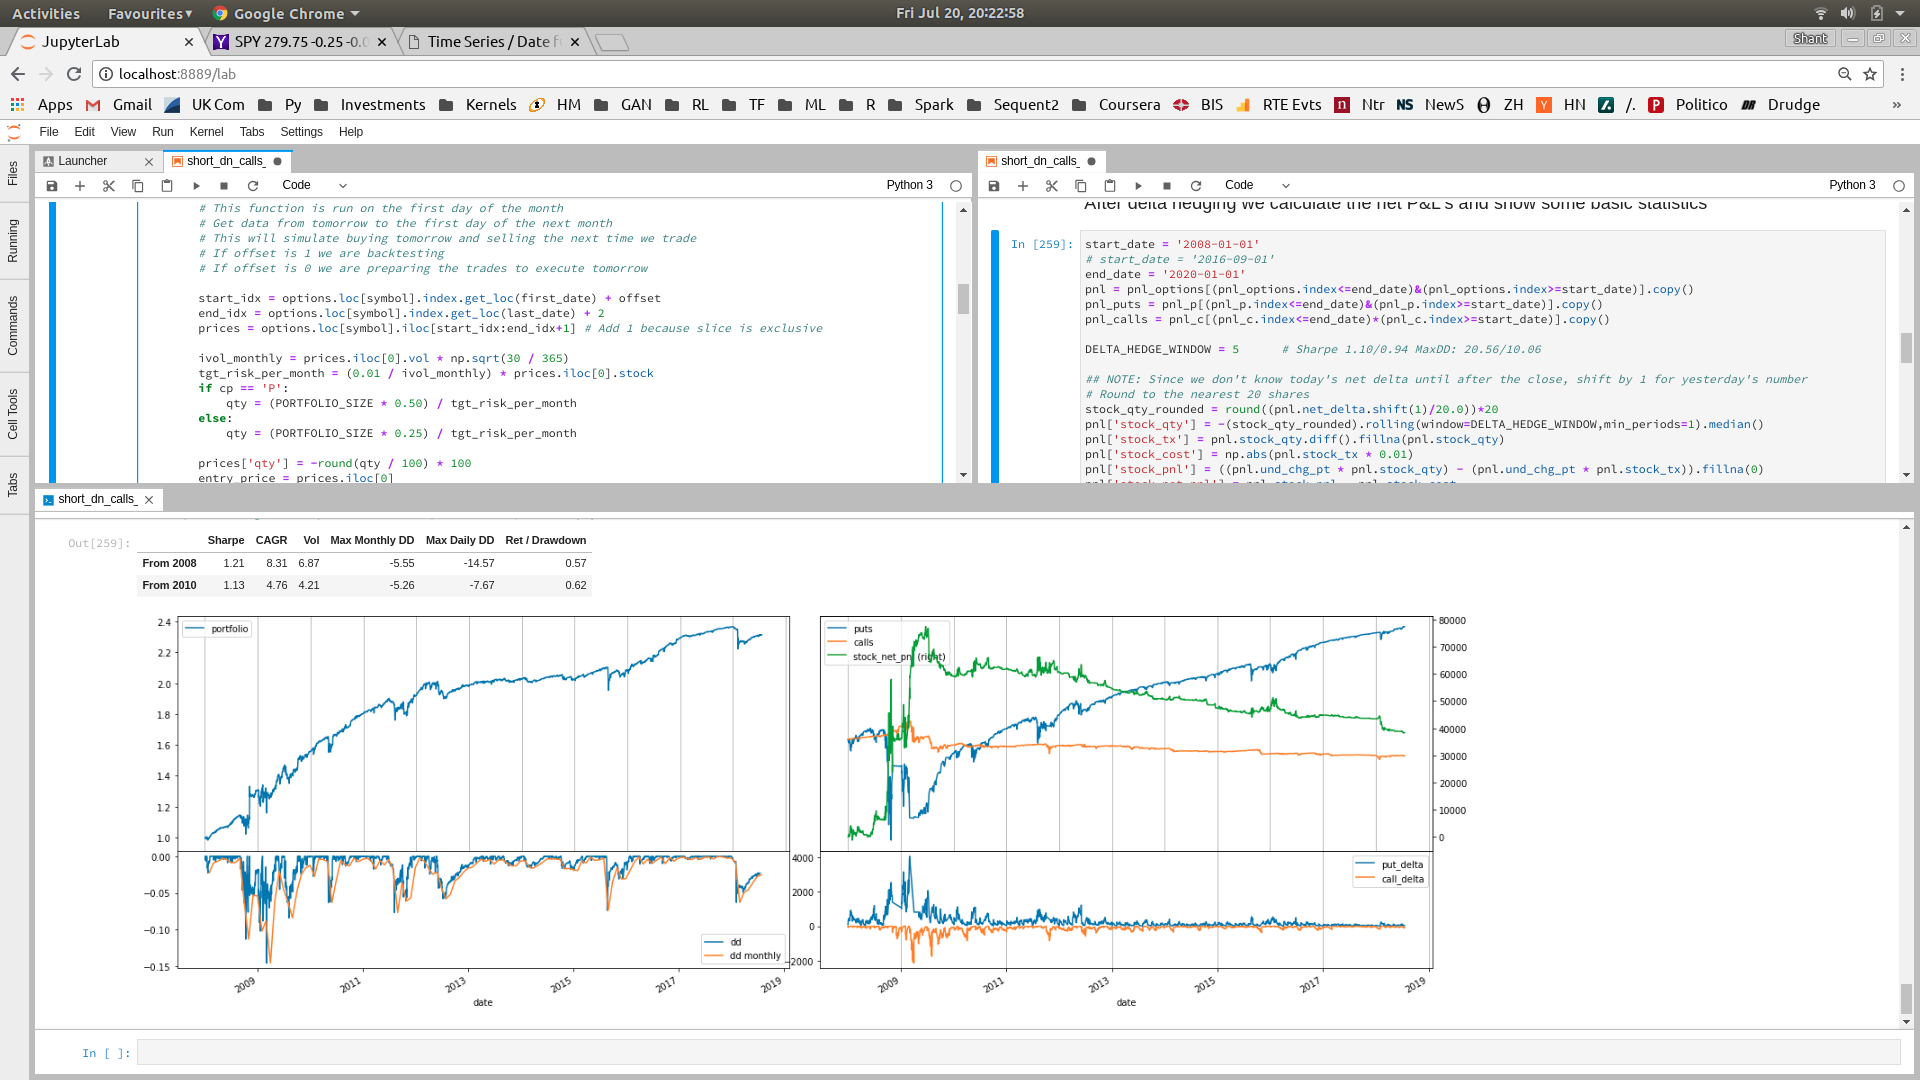 Activities
Favourites▾
Google Chrome ▾
Fri Jul 20, 20:22:58
JupyterLab
SPY 279.75 -0.25 -0.0
Time Series / Date f
Shant
localhost:8889/lab
Apps
Gmail
UK Com
Py
Investments
Kernels
HM
GAN
RL
TF
ML
R
Spark
Sequent2
Coursera
BIS
RTE Evts
Ntr
NewS
ZH
HN
/.
Politico
Drudge
»
File
Edit
View
Run
Kernel
Tabs
Settings
Help
Files
Running
Commands
Cell Tools
Tabs
Launcher
short_dn_calls_
Code
Python 3
# This function is run on the first day of the month
# Get data from tomorrow to the first day of the next month
# This will simulate buying tomorrow and selling the next time we trade
# If offset is 1 we are backtesting
# If offset is 0 we are preparing the trades to execute tomorrow
start_idx = options.loc[symbol].index.get_loc(first_date) + offset
end_idx = options.loc[symbol].index.get_loc(last_date) + 2
prices = options.loc[symbol].iloc[start_idx:end_idx+1] # Add 1 because slice is exclusive
ivol_monthly = prices.iloc[0].vol * np.sqrt(30 / 365)
tgt_risk_per_month = (0.01 / ivol_monthly) * prices.iloc[0].stock
if cp == 'P':
    qty = (PORTFOLIO_SIZE * 0.50) / tgt_risk_per_month
else:
    qty = (PORTFOLIO_SIZE * 0.25) / tgt_risk_per_month
prices['qty'] = -round(qty / 100) * 100
entry_price = prices.iloc[0]
short_dn_calls_
Code
Python 3
After delta hedging we calculate the net P&L's and show some basic statistics
In [259]:
start_date = '2008-01-01'
# start_date = '2016-09-01'
end_date = '2020-01-01'
pnl = pnl_options[(pnl_options.index<=end_date)&(pnl_options.index>=start_date)].copy()
pnl_puts = pnl_p[(pnl_p.index<=end_date)&(pnl_p.index>=start_date)].copy()
pnl_calls = pnl_c[(pnl_c.index<=end_date)*(pnl_c.index>=start_date)].copy()
DELTA_HEDGE_WINDOW = 5      # Sharpe 1.10/0.94 MaxDD: 20.56/10.06
## NOTE: Since we don't know today's net delta until after the close, shift by 1 for yesterday's number
# Round to the nearest 20 shares
stock_qty_rounded = round((pnl.net_delta.shift(1)/20.0))*20
pnl['stock_qty'] = -(stock_qty_rounded).rolling(window=DELTA_HEDGE_WINDOW,min_periods=1).median()
pnl['stock_tx'] = pnl.stock_qty.diff().fillna(pnl.stock_qty)
pnl['stock_cost'] = np.abs(pnl.stock_tx * 0.01)
pnl['stock_pnl'] = ((pnl.und_chg_pt * pnl.stock_qty) - (pnl.und_chg_pt * pnl.stock_tx)).fillna(0)
short_dn_calls_
Out[259]:
Sharpe CAGR Vol Max Monthly DD Max Daily DD Ret / Drawdown
From 2008 1.21 8.31 6.87 -5.55 -14.57 0.57
From 2010 1.13 4.76 4.21 -5.26 -7.67 0.62
portfolio
2.4
2.2
2.0
1.8
1.6
1.4
1.2
1.0
0.00
−0.05
−0.10
−0.15
dd
dd monthly
2009
2011
2013
2015
2017
2019
date
puts
calls
stock_net_pnl (right)
80000
70000
60000
50000
40000
30000
20000
10000
0
4000
2000
0
−2000
put_delta
call_delta
2009
2011
2013
2015
2017
2019
date
In [ ]: